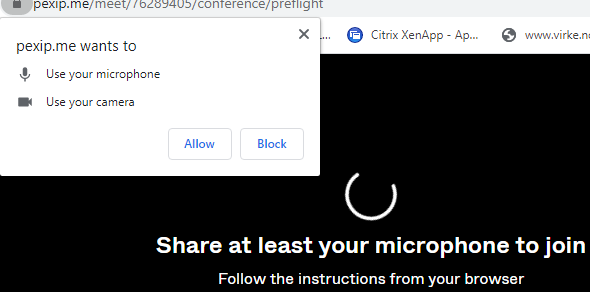 pexip.me/meet/76289405/conference/preflight
pexip.me wants to
Use your microphone
Use your camera
Allow
Block
...
Citrix XenApp - Ap...
www.virke.n
Share at least your microphone to join
Follow the instructions from your browser